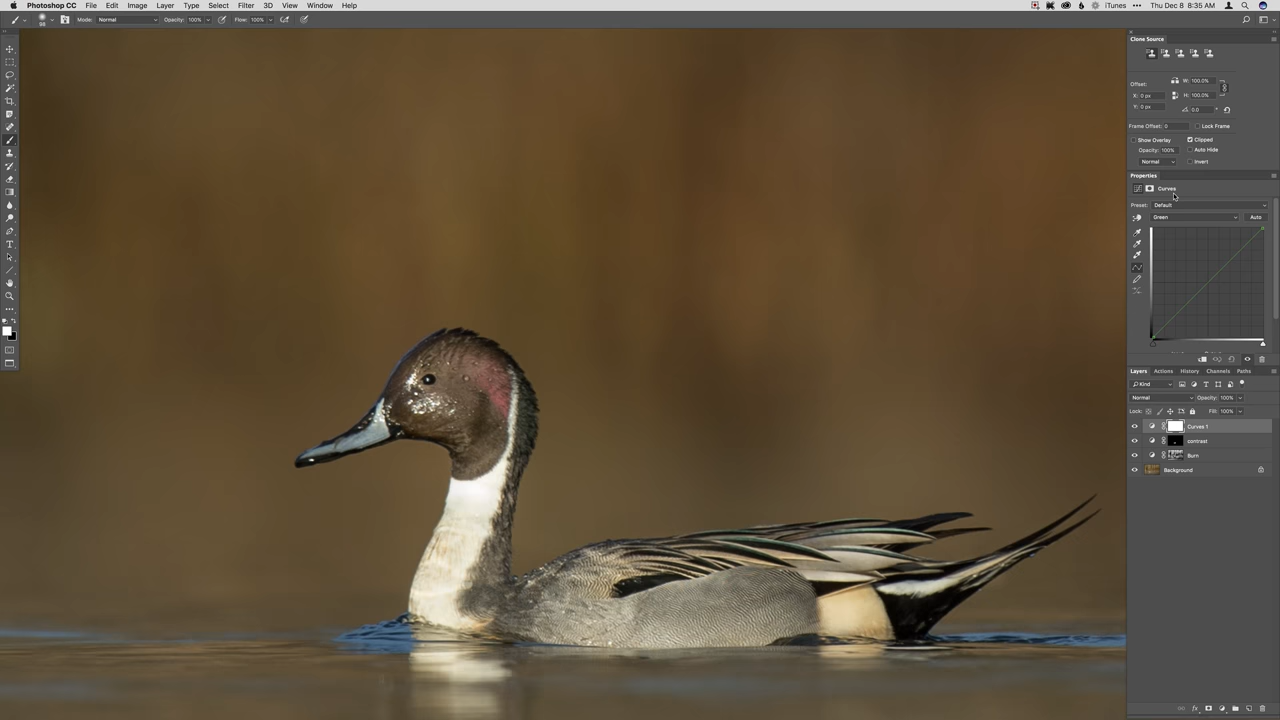 Photoshop CC File Edit Image Layer Type Select Filter 3D View Window Help iTunes ••• Thu Dec 8 8:35 AM
98 Mode: Normal Opacity: 100% Flow: 100%
Clone Source
Offset: W: 100.0%
X: 0 px H: 100.0%
Y: 0 px 0.0 °
Frame Offset: 0 Lock Frame
Show Overlay Clipped
Opacity: 100% Auto Hide
Normal Invert
Properties
Curves
Preset: Default
Green Auto
Layers Actions History Channels Paths
Kind
Normal Opacity: 100%
Lock: Fill: 100%
Curves 1
contrast
Burn
Background
fx